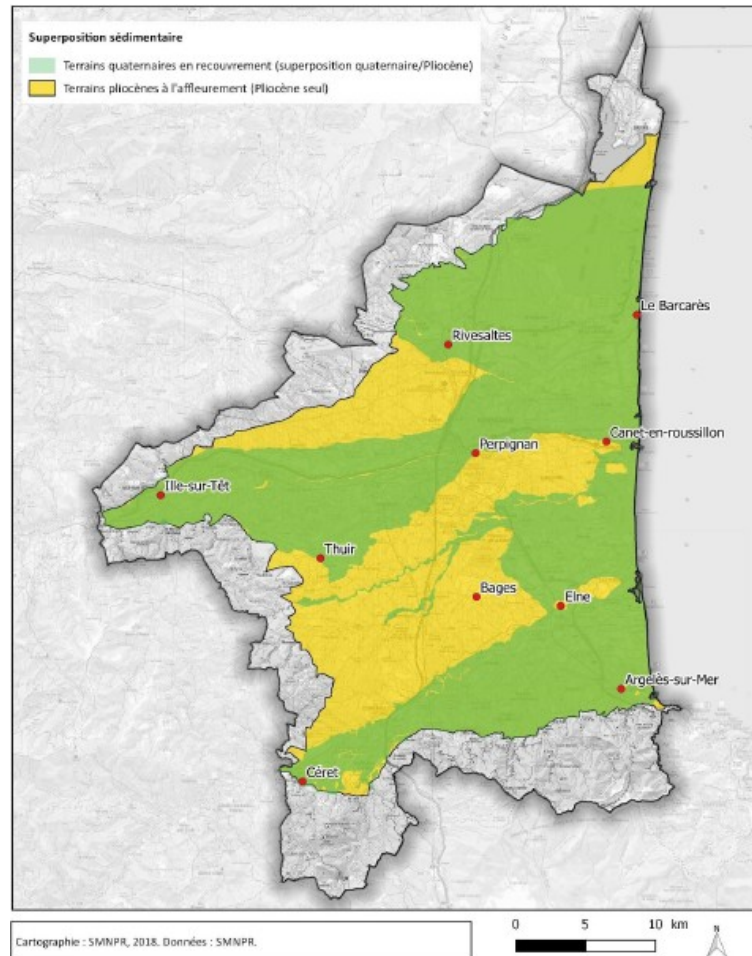 Superposition sédimentaire
Terrains quaternaires en recouvrement (superposition quaternaire/Pliocène)
Terrains pliocènes à l'affleurement (Pliocène seul)
Le Barcarès
Rivesaltes
Canet-en-roussillon
Perpignan
Ille-sur-Têt
Thuir
Bages
Elne
Argelès-sur-Mer
Céret
0 5 10 km
N
Cartographie : SMNPR, 2018. Données : SMNPR.